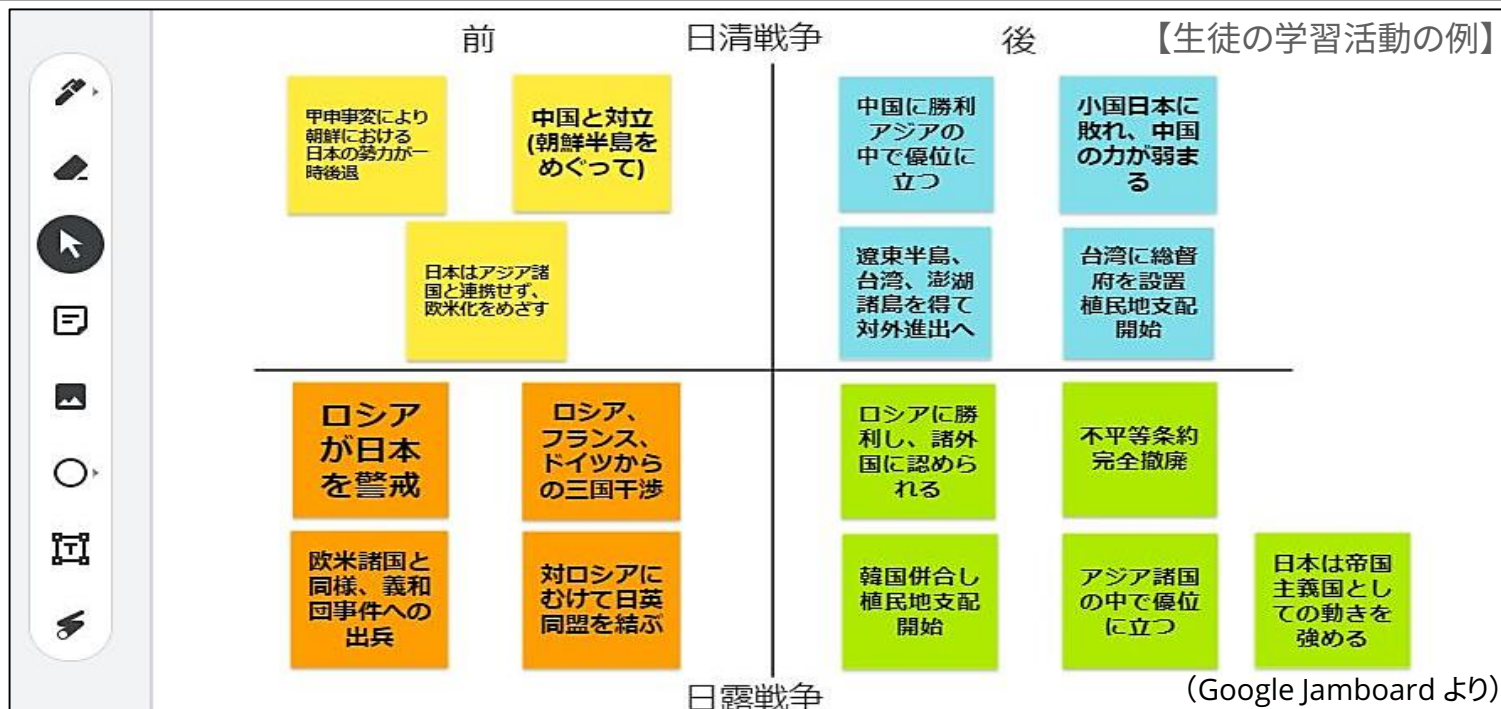 前
日清戦争
後
【生徒の学習活動の例】
甲申事変により
朝鮮における
日本の勢力が一
時後退
中国と対立
(朝鮮半島を
めぐって)
日本はアジア諸
国と連携せず、
欧米化をめざす
中国に勝利
アジアの
中で優位に
立つ
小国日本に
敗れ、中国
の力が弱ま
る
遼東半島、
台湾、澎湖
諸島を得て
対外進出へ
台湾に総督
府を設置
植民地支配
開始
ロシア
が日本
を警戒
ロシア、
フランス、
ドイツから
の三国干渉
欧米諸国と
同様、義和
団事件への
出兵
対ロシアに
むけて日英
同盟を結ぶ
ロシアに勝
利し、諸外
国に認めら
れる
不平等条約
完全撤廃
韓国併合し
植民地支配
開始
アジア諸国
の中で優位
に立つ
日本は帝国
主義国とし
ての動きを
強める
日露戦争
（Google Jamboard より）